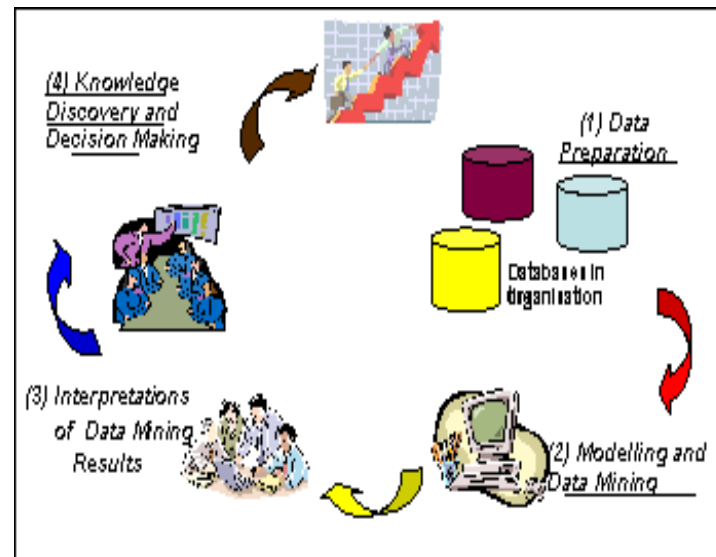 (4) Knowledge
Discovery and
Decision Making
(1) Data
Preparation
Databases in
Organisation
(2) Modelling and
Data Mining
(3) Interpretations
of Data Mining
Results